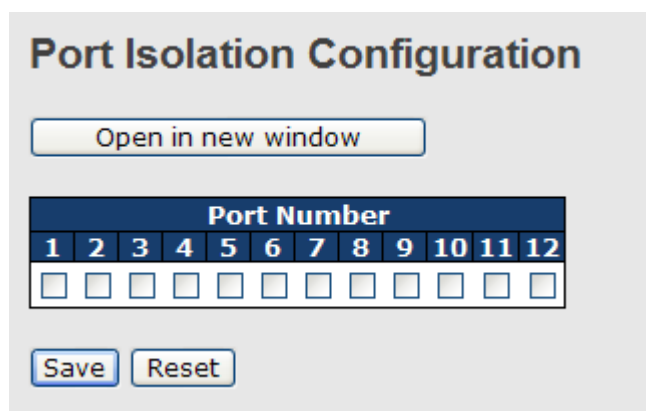 Port Isolation Configuration
Open in new window
Port Number
1 2 3 4 5 6 7 8 9 10 11 12
Save Reset